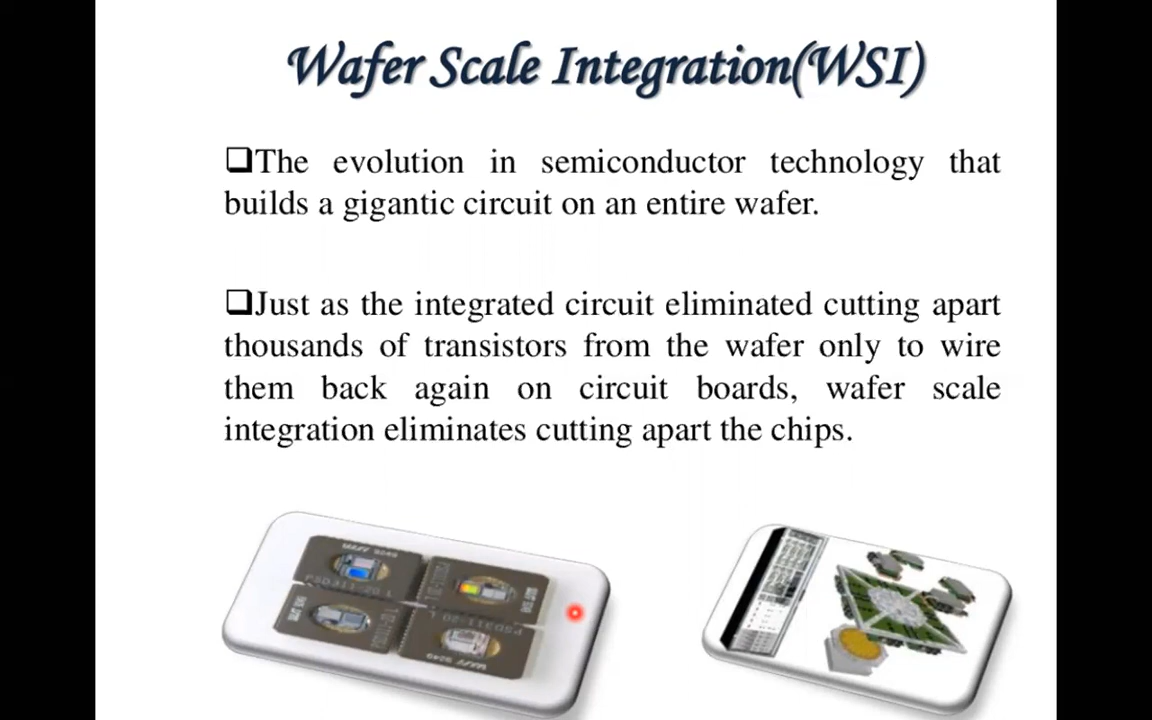 Wafer Scale Integration(WSI)
❑The evolution in semiconductor technology that
builds a gigantic circuit on an entire wafer.
❑Just as the integrated circuit eliminated cutting apart
thousands of transistors from the wafer only to wire
them back again on circuit boards, wafer scale
integration eliminates cutting apart the chips.